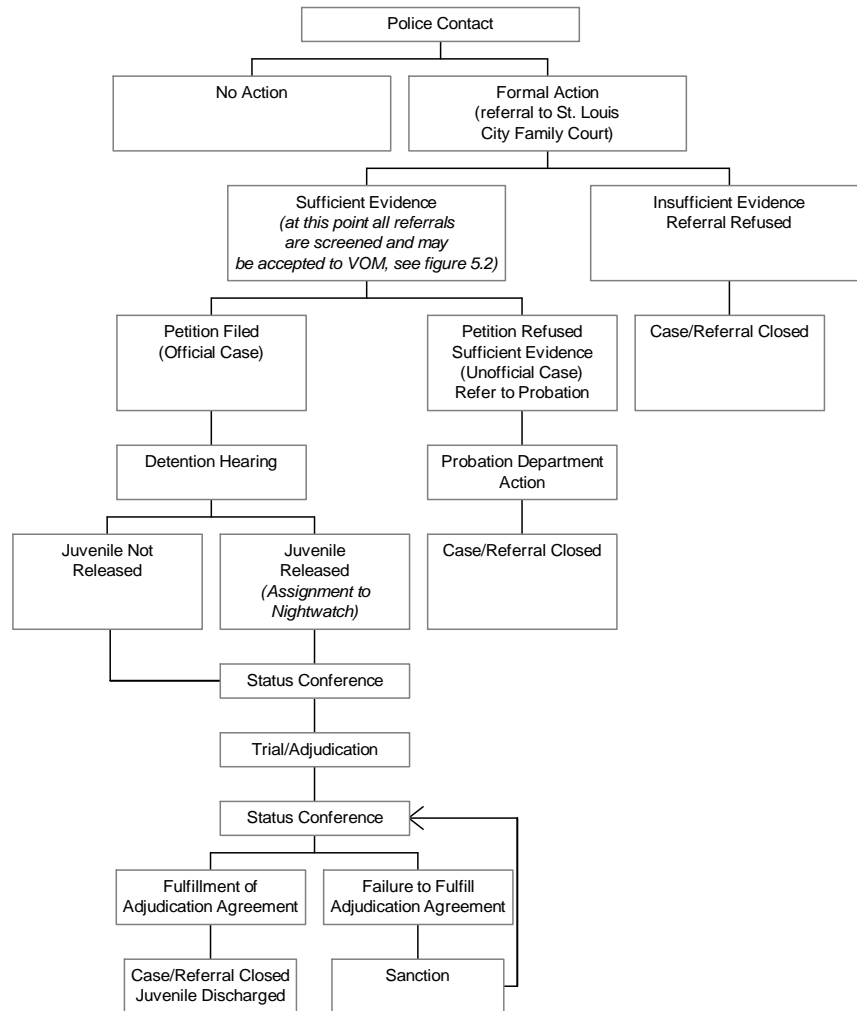 Police Contact
No Action
Formal Action
(referral to St. Louis
City Family Court)
Sufficient Evidence
(at this point all referrals
are screened and may
be accepted to VOM, see figure 5.2)
Insufficient Evidence
Referral Refused
Petition Filed
(Official Case)
Petition Refused
Sufficient Evidence
(Unofficial Case)
Refer to Probation
Case/Referral Closed
Detention Hearing
Probation Department
Action
Juvenile Not
Released
Juvenile
Released
(Assignment to
Nightwatch)
Case/Referral Closed
Status Conference
Trial/Adjudication
Status Conference
Fulfillment of
Adjudication Agreement
Failure to Fulfill
Adjudication Agreement
Case/Referral Closed
Juvenile Discharged
Sanction